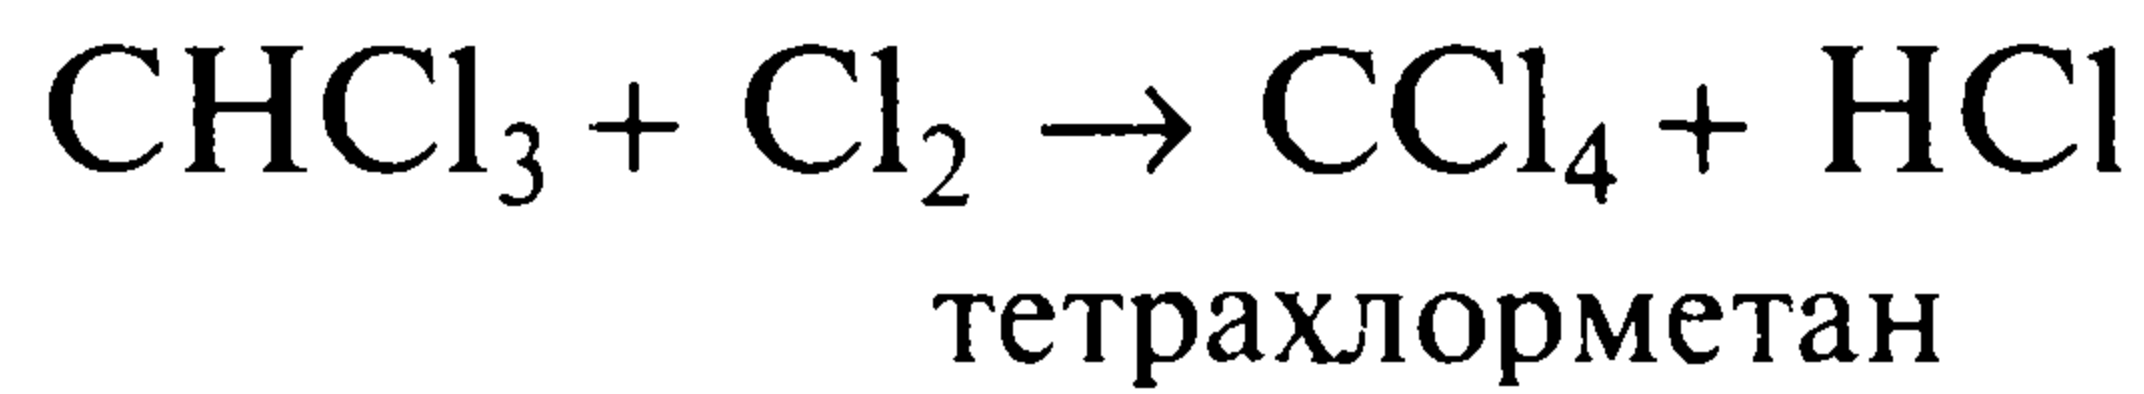 CHCl₃ + Cl₂ → CCl₄ + HCl
тетрахлорметан